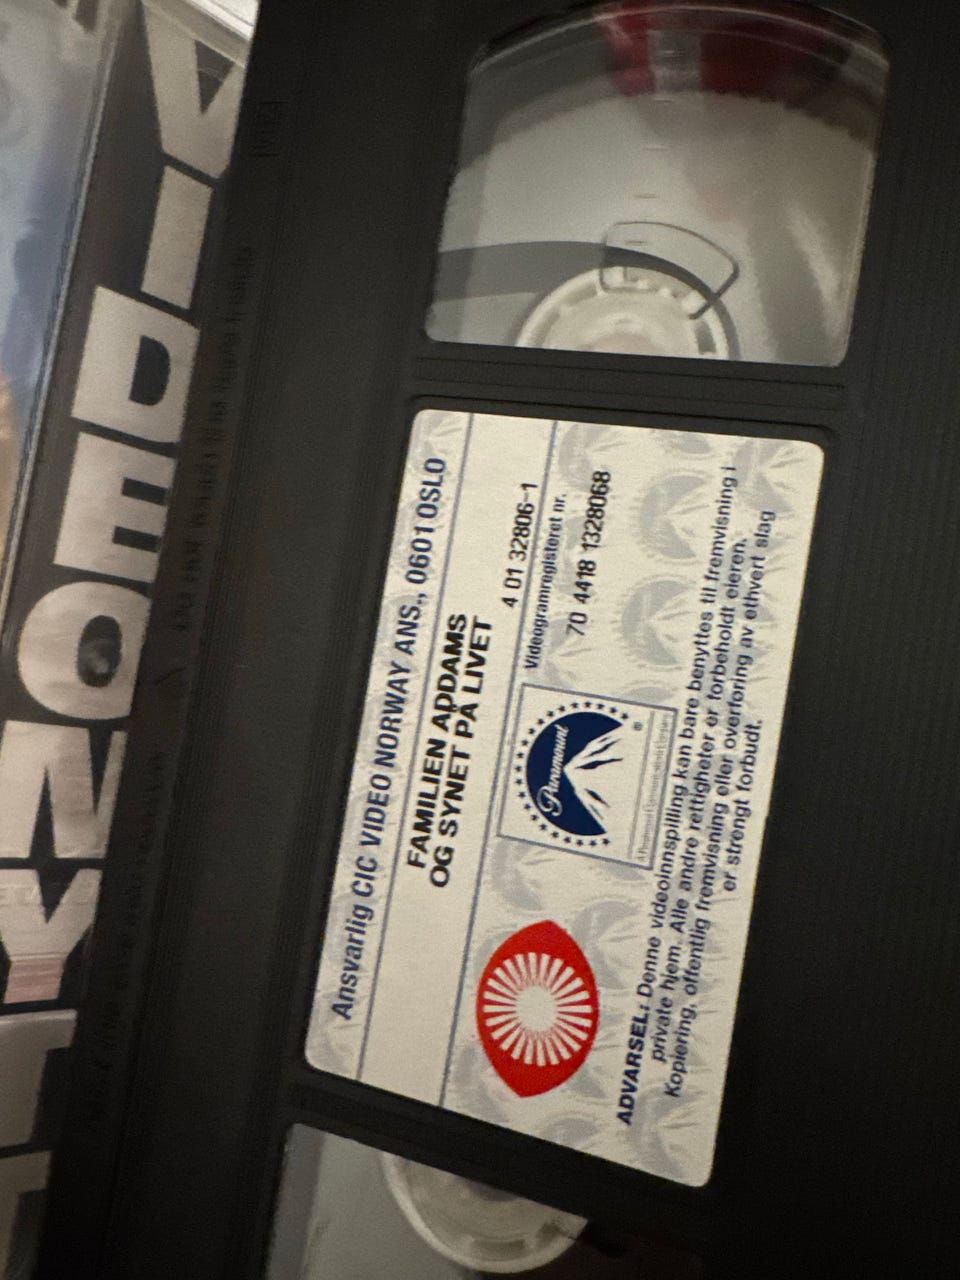 VIDEONYTT
Ansvarlig CIC VIDEO NORWAY ANS., 0601 OSLO
FAMILIEN ADDAMS
OG SYNET PÅ LIVET
4 01 32806-1
Videogramregisteret nr.
70 4418 1328068
Paramount
®
ADVARSEL: Denne videoinnspilling kan bare benyttes til fremvisning i
private hjem. Alle andre rettigheter er forbeholdt eieren.
Kopiering, offentlig fremvisning eller overføring av ethvert slag
er strengt forbudt.